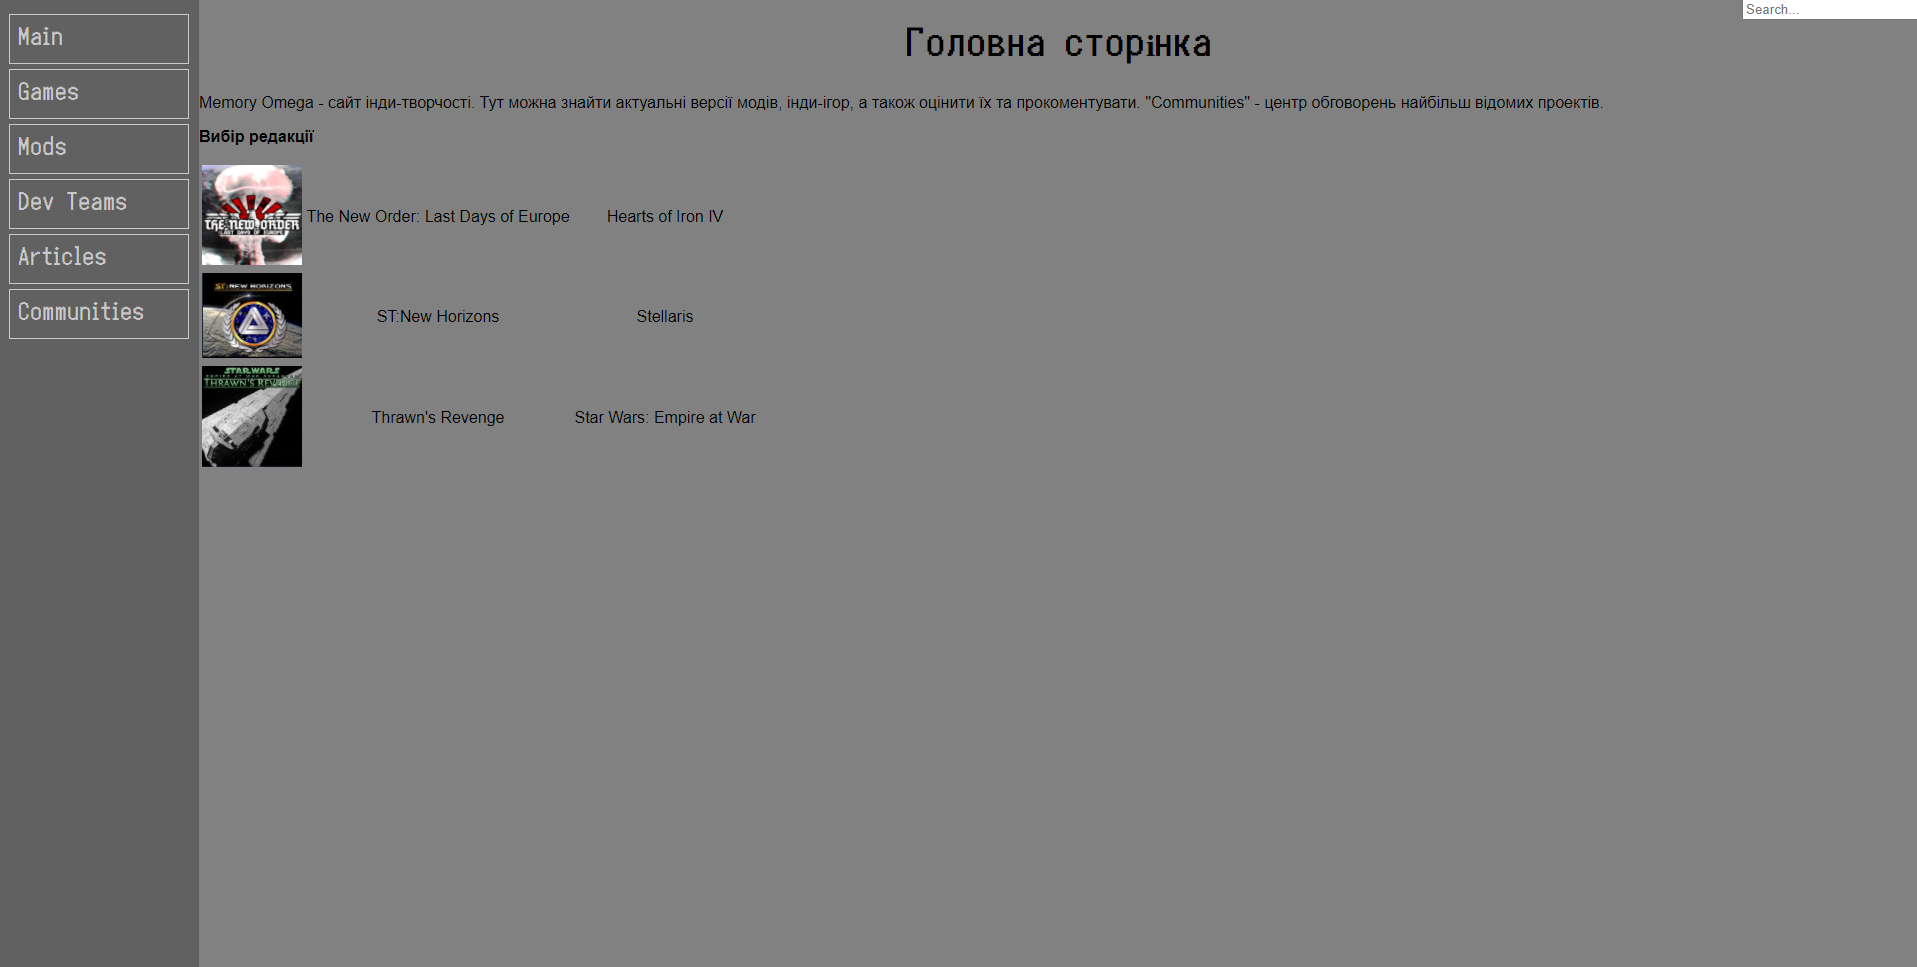 Main
Games
Mods
Dev Teams
Articles
Communities
Search...
Головна сторінка
Memory Omega - сайт інди-творчості. Тут можна знайти актуальні версії модів, інди-ігор, а також оцінити їх та прокоментувати. "Communities" - центр обговорень найбільш відомих проектів.
Вибір редакції
THE NEW ORDER
LAST DAYS OF EUROPE
The New Order: Last Days of Europe Hearts of Iron IV
ST:NEW HORIZONS
ST:New Horizons Stellaris
STAR WARS
EMPIRE AT WAR
THRAWN'S REVENGE
Thrawn's Revenge Star Wars: Empire at War